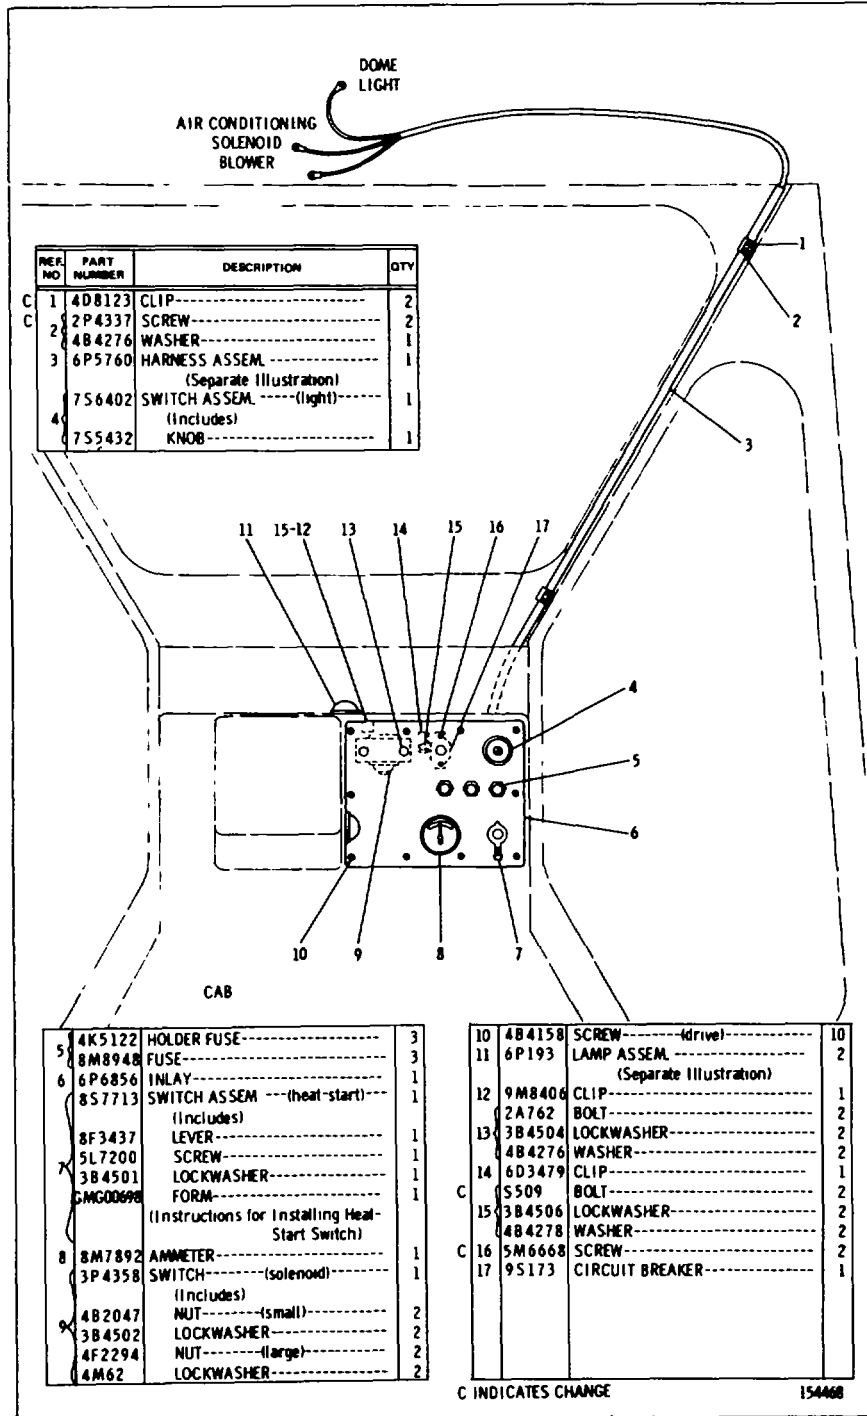 DOME
LIGHT
AIR CONDITIONING
SOLENOID
BLOWER
REF. NO PART NUMBER DESCRIPTION QTY
C 1 4D8123 CLIP 2
C 2 2P4337 SCREW 2
4B4276 WASHER 1
3 6P5760 HARNESS ASSEM. 1
(Separate Illustration)
4 7S6402 SWITCH ASSEM. (light) 1
(Includes)
7S5432 KNOB 1
1
2
3
11 15-12 13 14 15 16 17
4
5
6
10 9 8 7
CAB
5 4K5122 HOLDER FUSE 3
8M8948 FUSE 3
6 6P6856 INLAY 1
7 8S7713 SWITCH ASSEM (heat-start) 1
(Includes)
8F3437 LEVER 1
5L7200 SCREW 1
3B4501 LOCKWASHER 1
GMG00698 FORM 1
(Instructions for Installing Heat-
Start Switch)
8 8M7892 AMMETER 1
9 3P4358 SWITCH (solenoid) 1
(Includes)
4B2047 NUT (small) 2
3B4502 LOCKWASHER 2
4F2294 NUT (large) 2
4M62 LOCKWASHER 2
10 4B4158 SCREW (drive) 10
11 6P193 LAMP ASSEM. 2
(Separate Illustration)
12 9M8406 CLIP 1
13 2A762 BOLT 2
3B4504 LOCKWASHER 2
4B4276 WASHER 2
14 6D3479 CLIP 1
C 15 S509 BOLT 2
3B4506 LOCKWASHER 2
4B4278 WASHER 2
C 16 5M6668 SCREW 2
17 9S173 CIRCUIT BREAKER 1
C INDICATES CHANGE 154468